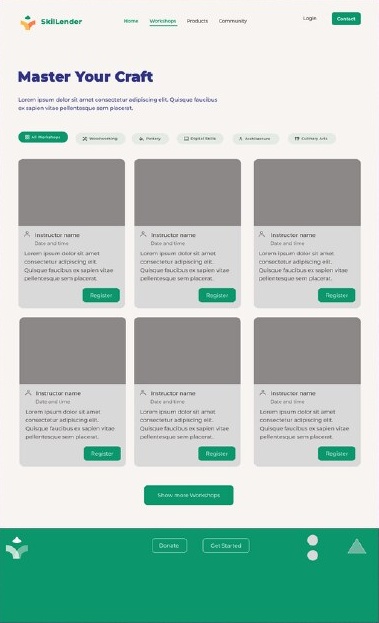 SkilLender
Home Workshops Products Community
Login
Contact
Master Your Craft
Lorem ipsum dolor sit amet consectetur adipiscing elit. Quisque faucibus
ex sapien vitae pellentesque sem placerat.
All Workshops
Woodworking
Pottery
Digital Skills
Architecture
Culinary Arts
Instructor name
Date and time
Lorem ipsum dolor sit amet
consectetur adipiscing elit.
Quisque faucibus ex sapien vitae
pellentesque sem placerat.
Register
Instructor name
Date and time
Lorem ipsum dolor sit amet
consectetur adipiscing elit.
Quisque faucibus ex sapien vitae
pellentesque sem placerat.
Register
Instructor name
Date and time
Lorem ipsum dolor sit amet
consectetur adipiscing elit.
Quisque faucibus ex sapien vitae
pellentesque sem placerat.
Register
Instructor name
Date and time
Lorem ipsum dolor sit amet
consectetur adipiscing elit.
Quisque faucibus ex sapien vitae
pellentesque sem placerat.
Register
Instructor name
Date and time
Lorem ipsum dolor sit amet
consectetur adipiscing elit.
Quisque faucibus ex sapien vitae
pellentesque sem placerat.
Register
Instructor name
Date and time
Lorem ipsum dolor sit amet
consectetur adipiscing elit.
Quisque faucibus ex sapien vitae
pellentesque sem placerat.
Register
Show more Workshops
Donate
Get Started